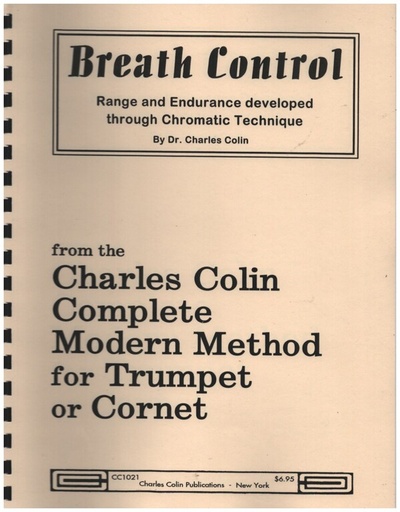 Breath Control
Range and Endurance developed
through Chromatic Technique
By Dr. Charles Colin
from the
Charles Colin
Complete
Modern Method
for Trumpet
or Cornet
CC1021 $6.95
Charles Colin Publications - New York